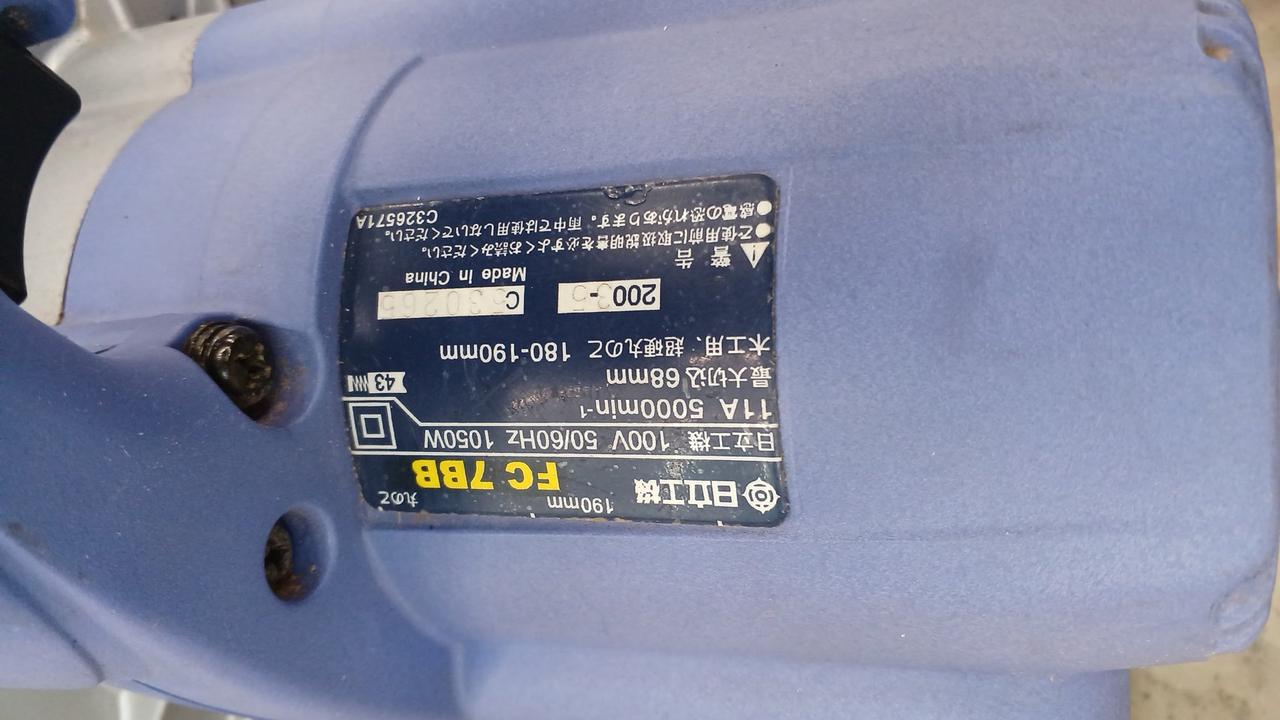 190mm 丸のこ
日立工機 FC 7BB
日立工機 100V 50/60Hz 1050W
11A 5000min-1
最大切込 68mm 43
木工用、超硬丸のこ 180-190mm
200 -5 C530265
Made in China
警告
●ご使用前に取扱説明書を必ずよくお読みください。
●感電の恐れがあります。雨中では使用しないでください。
C326571A